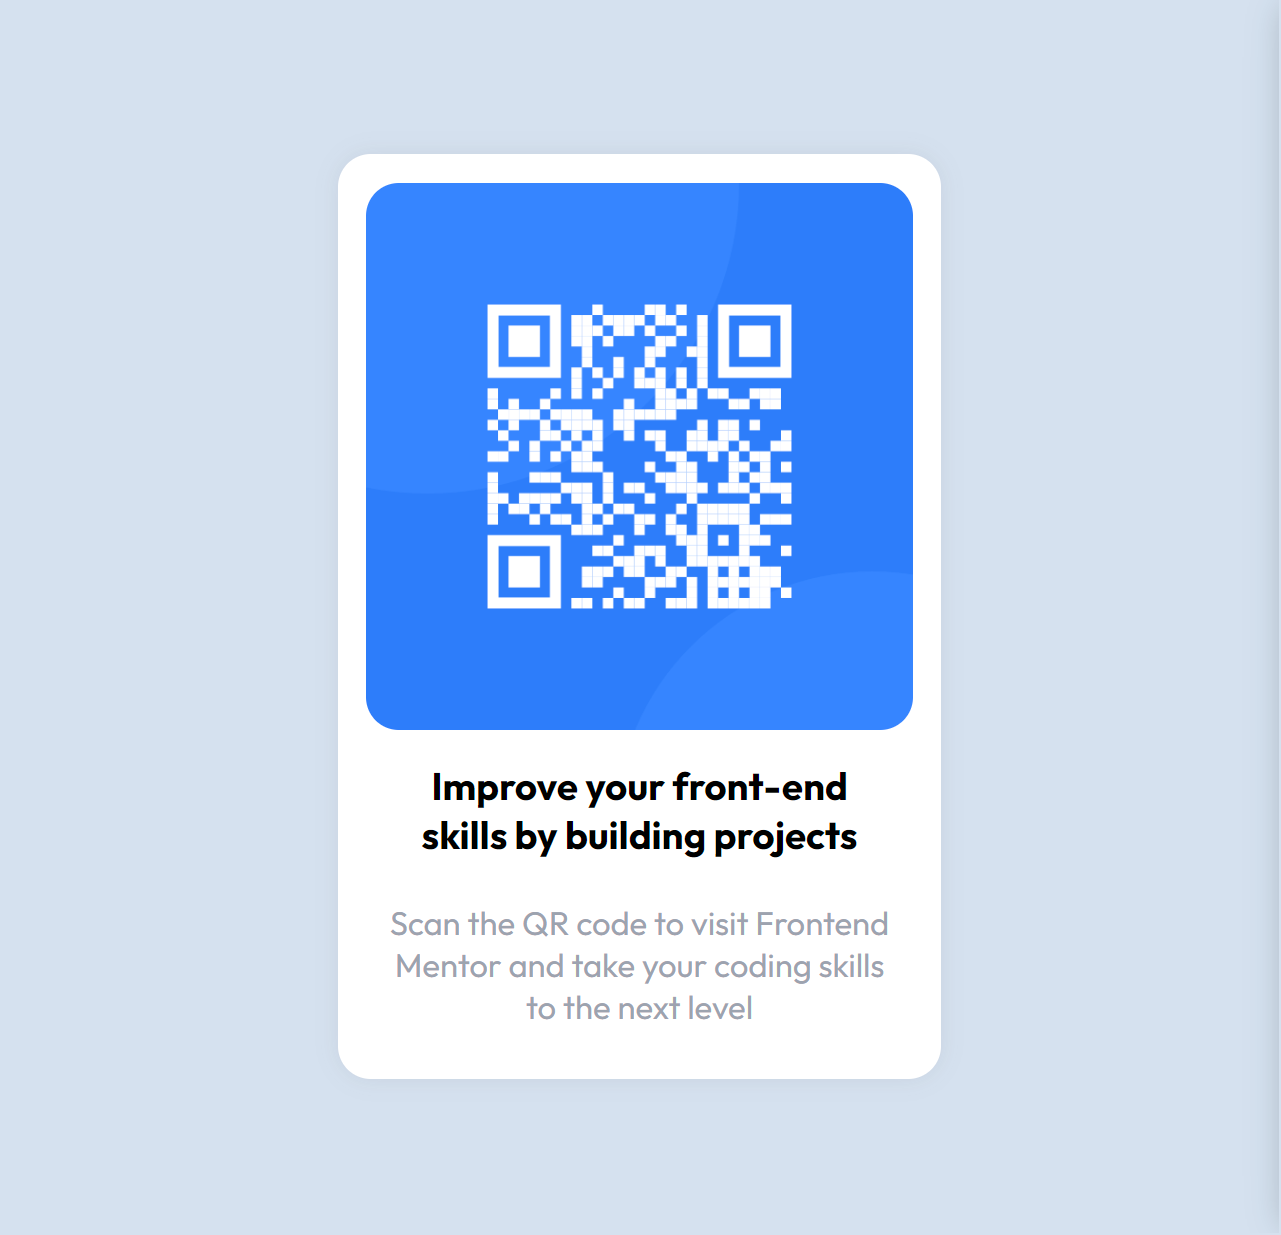 Improve your front-end
skills by building projects
Scan the QR code to visit Frontend
Mentor and take your coding skills
to the next level